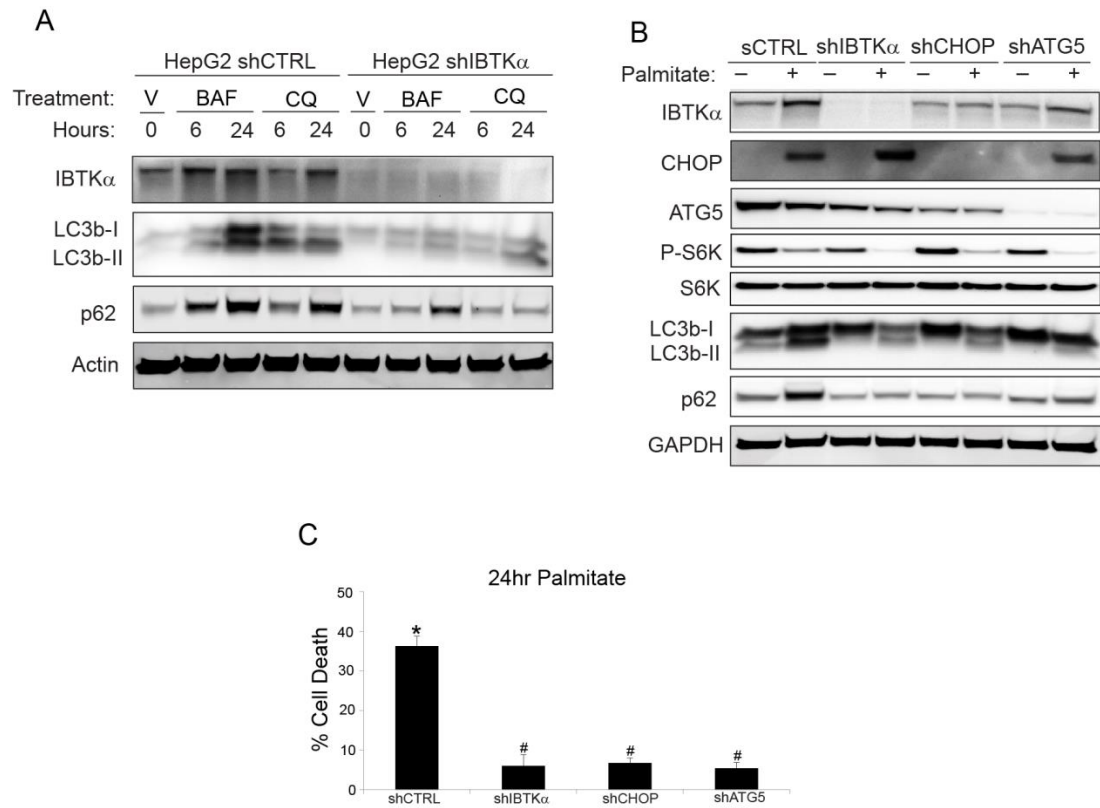 A
HepG2 shCTRL HepG2 shIBTKα
Treatment: V BAF CQ V BAF CQ
Hours: 0 6 24 6 24 0 6 24 6 24
IBTKα
LC3b-I
LC3b-II
p62
Actin
B
sCTRL shIBTKα shCHOP shATG5
Palmitate: – + – + – + – +
IBTKα
CHOP
ATG5
P-S6K
S6K
LC3b-I
LC3b-II
p62
GAPDH
C
24hr Palmitate
% Cell Death
50
40
30
20
10
0
* # # #
shCTRL shIBTKα shCHOP shATG5